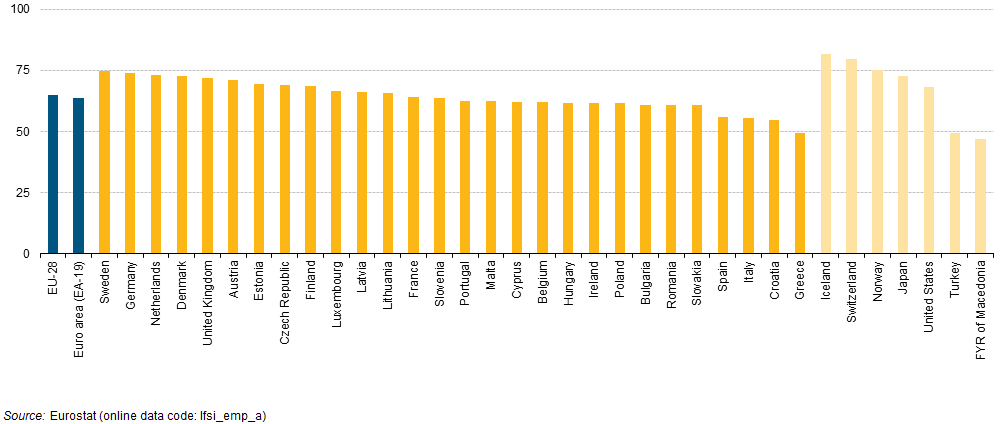 100
75
50
25
0
EU-28
Euro area (EA-19)
Sweden
Germany
Netherlands
Denmark
United Kingdom
Austria
Estonia
Czech Republic
Finland
Luxembourg
Latvia
Lithuania
France
Slovenia
Portugal
Malta
Cyprus
Belgium
Hungary
Ireland
Poland
Bulgaria
Romania
Slovakia
Spain
Italy
Croatia
Greece
Iceland
Switzerland
Norway
Japan
United States
Turkey
FYR of Macedonia
Source: Eurostat (online data code: lfsi_emp_a)